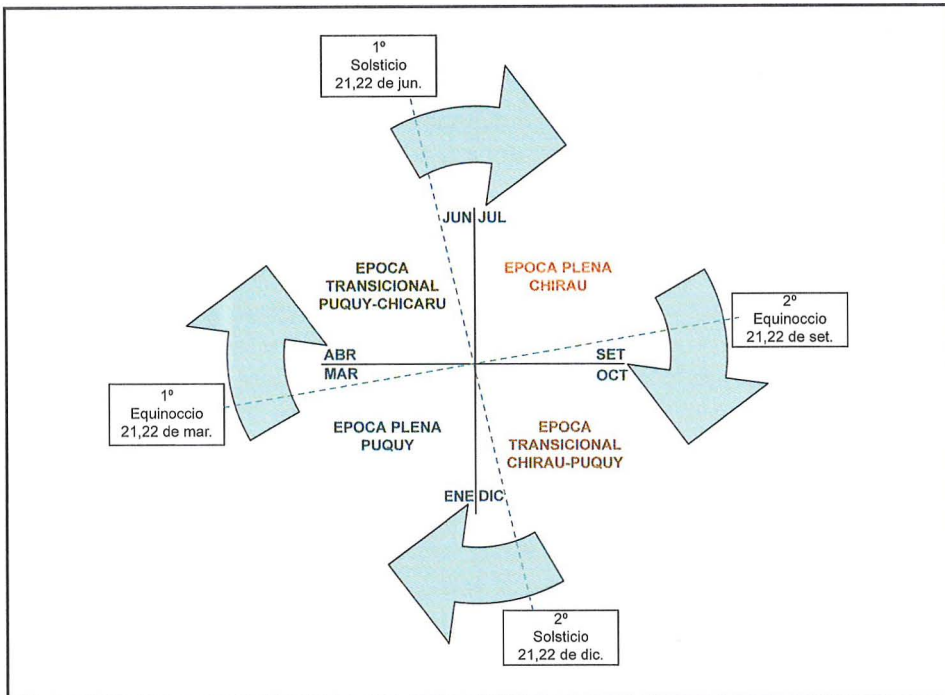 1º
Solsticio
21,22 de jun.
JUN JUL
EPOCA
TRANSICIONAL
PUQUY-CHICARU
EPOCA PLENA
CHIRAU
2º
Equinoccio
21,22 de set.
ABR
MAR
SET
OCT
1º
Equinoccio
21,22 de mar.
EPOCA PLENA
PUQUY
EPOCA
TRANSICIONAL
CHIRAU-PUQUY
ENE DIC
2º
Solsticio
21,22 de dic.